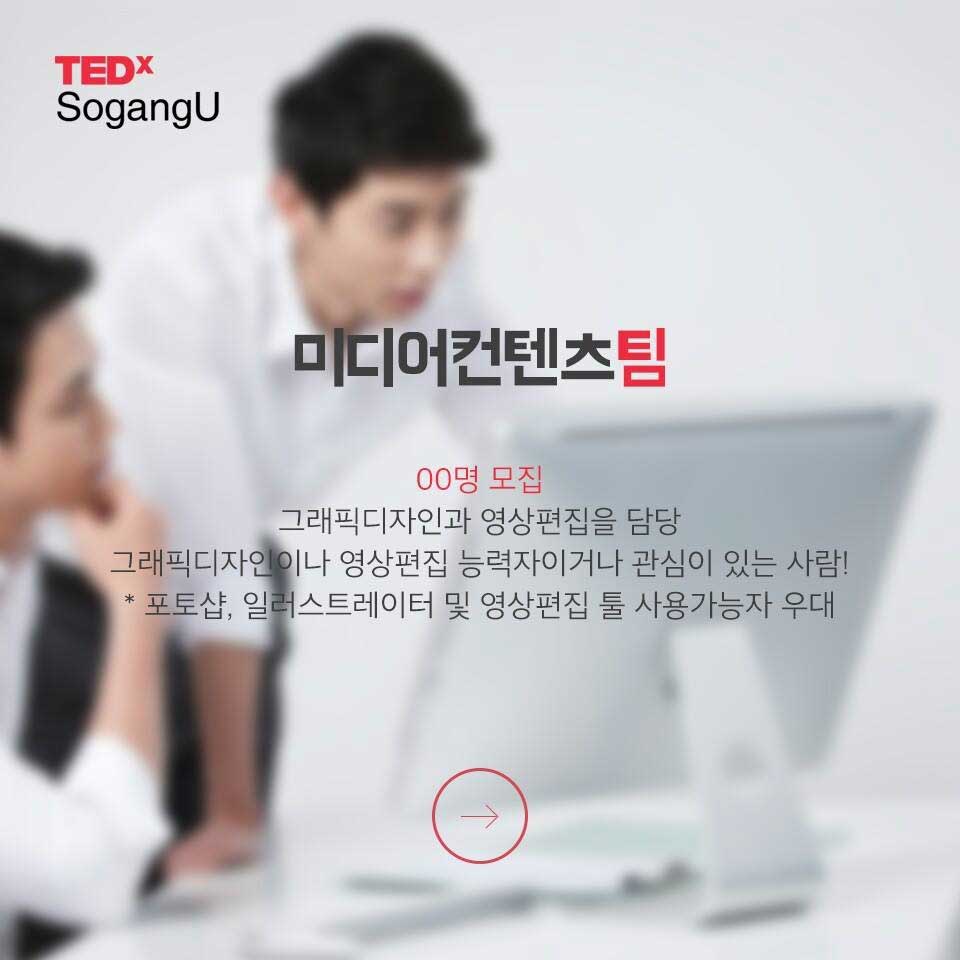 TEDx
SogangU
미디어컨텐츠팀
00명 모집
그래픽디자인과 영상편집을 담당
그래픽디자인이나 영상편집 능력자이거나 관심이 있는 사람!
* 포토샵, 일러스트레이터 및 영상편집 툴 사용가능자 우대